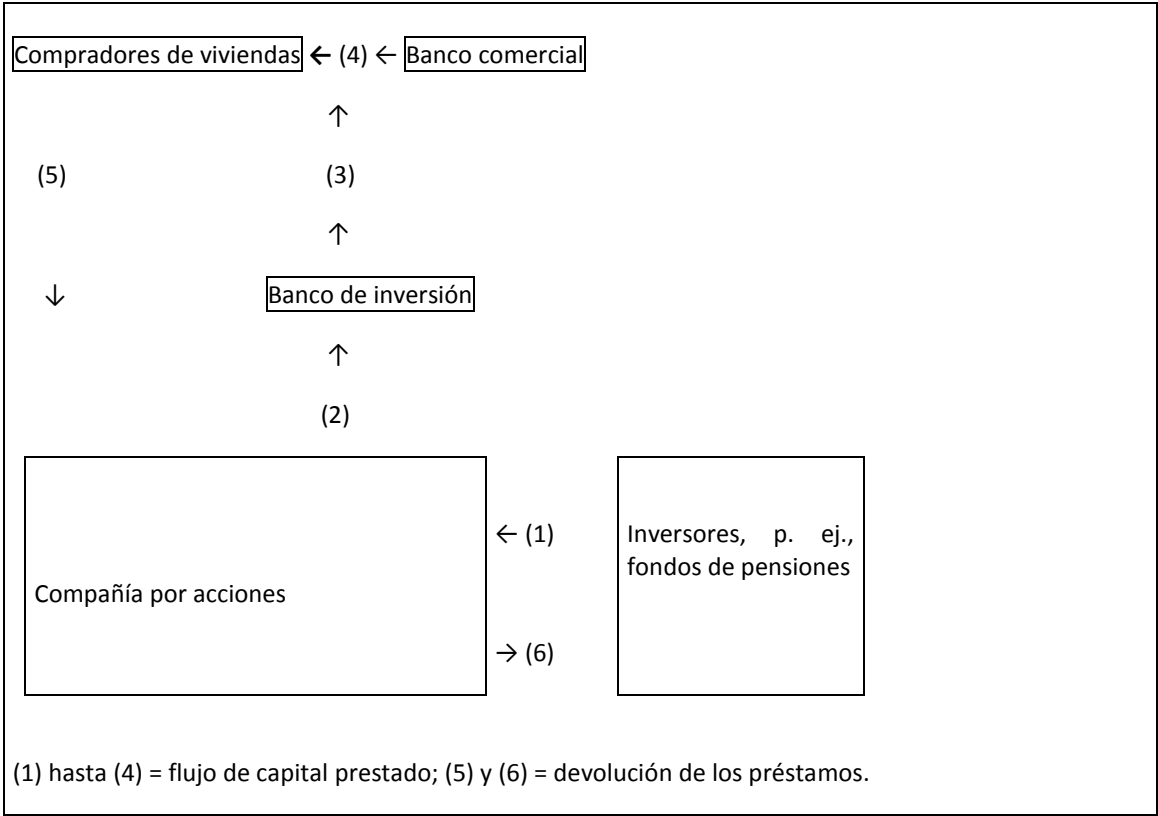 Compradores de viviendas ← (4) ← Banco comercial
↑
(5) (3)
↑
↓ Banco de inversión
↑
(2)
← (1) Inversores, p. ej.,
fondos de pensiones
Compañía por acciones
→ (6)
(1) hasta (4) = flujo de capital prestado; (5) y (6) = devolución de los préstamos.